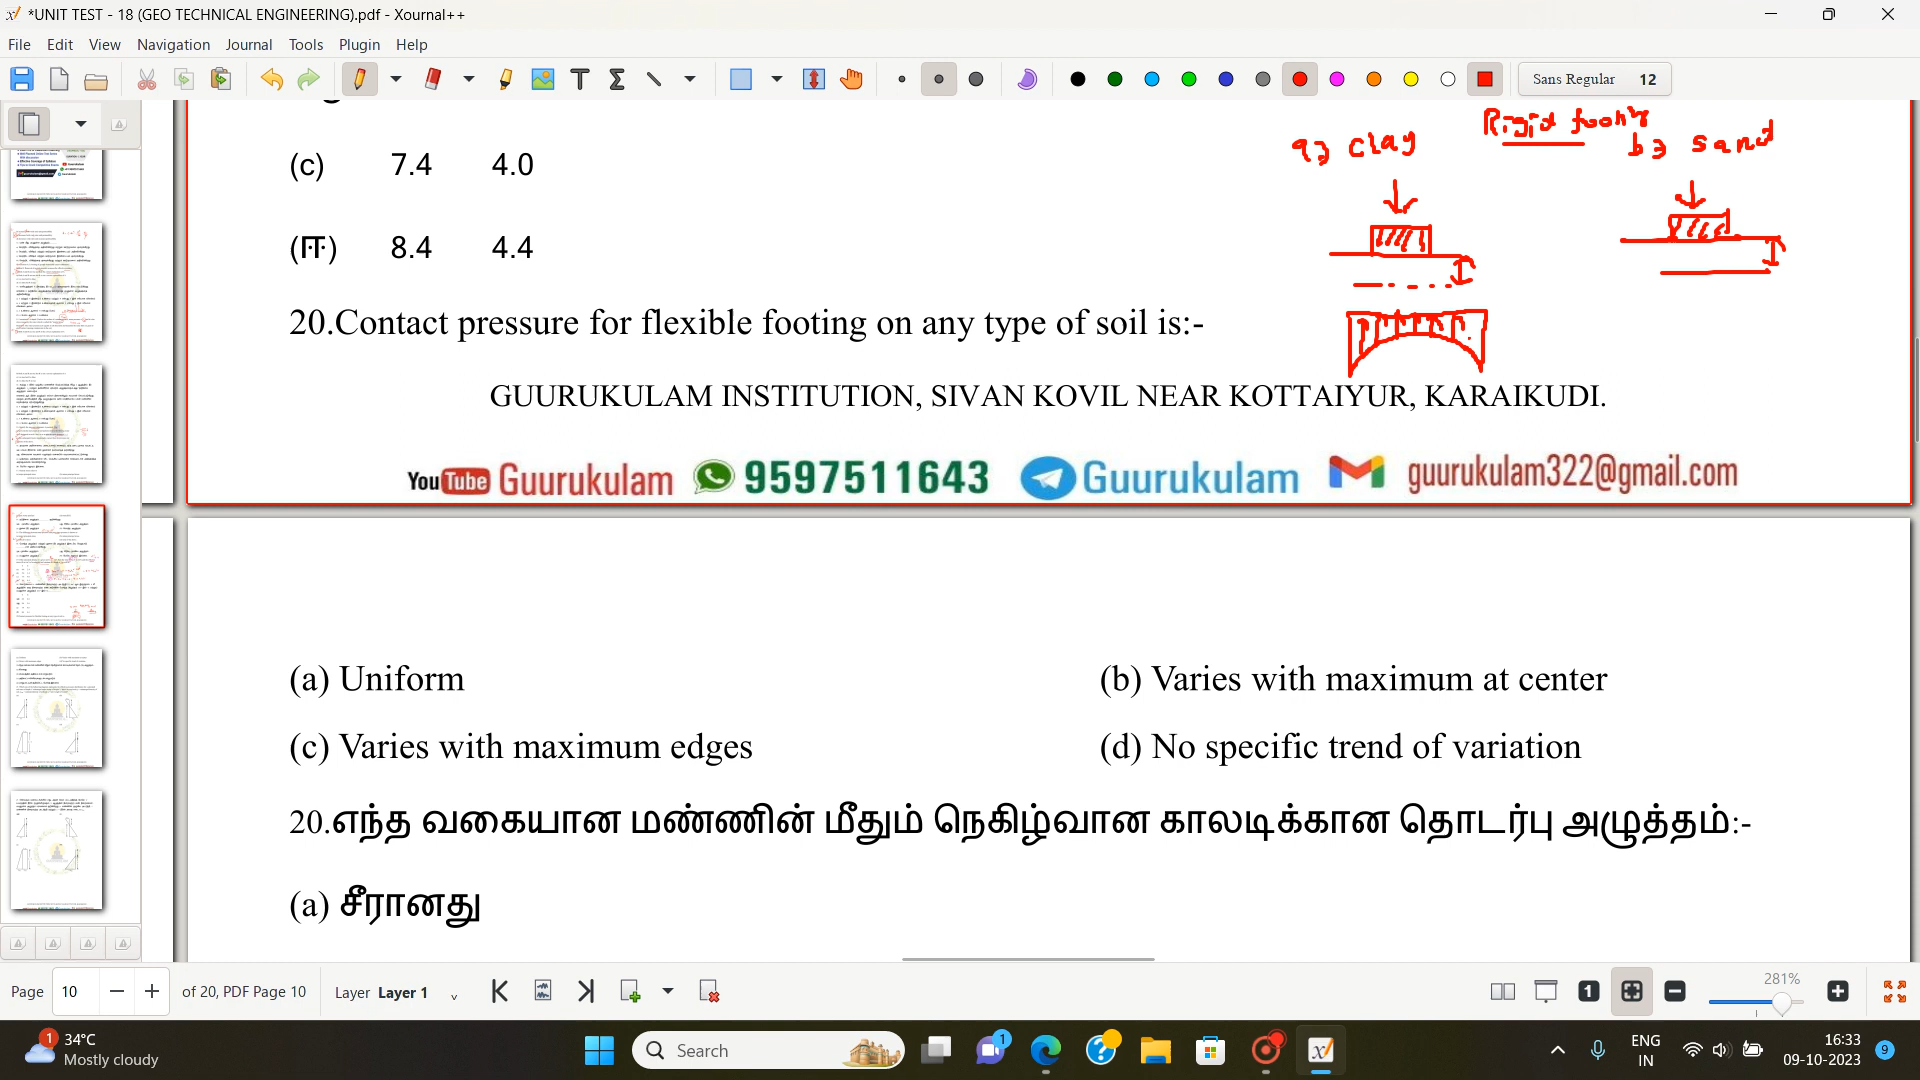 *UNIT TEST - 18 (GEO TECHNICAL ENGINEERING).pdf - Xournal++
File Edit View Navigation Journal Tools Plugin Help
Sans Regular 12
Rigid footing
a) clay b) sand
(c) 7.4 4.0
(ஈ) 8.4 4.4
20.Contact pressure for flexible footing on any type of soil is:-
GUURUKULAM INSTITUTION, SIVAN KOVIL NEAR KOTTAIYUR, KARAIKUDI.
YouTube Guurukulam 9597511643 Guurukulam guurukulam322@gmail.com
(a) Uniform (b) Varies with maximum at center
(c) Varies with maximum edges (d) No specific trend of variation
20.எந்த வகையான மண்ணின் மீதும் நெகிழ்வான காலடிக்கான தொடர்பு அழுத்தம்:-
(a) சீரானது
Page 10 of 20, PDF Page 10 Layer Layer 1 281%
1 34°C
Mostly cloudy
Search
1
ENG
IN
16:33
09-10-2023
9